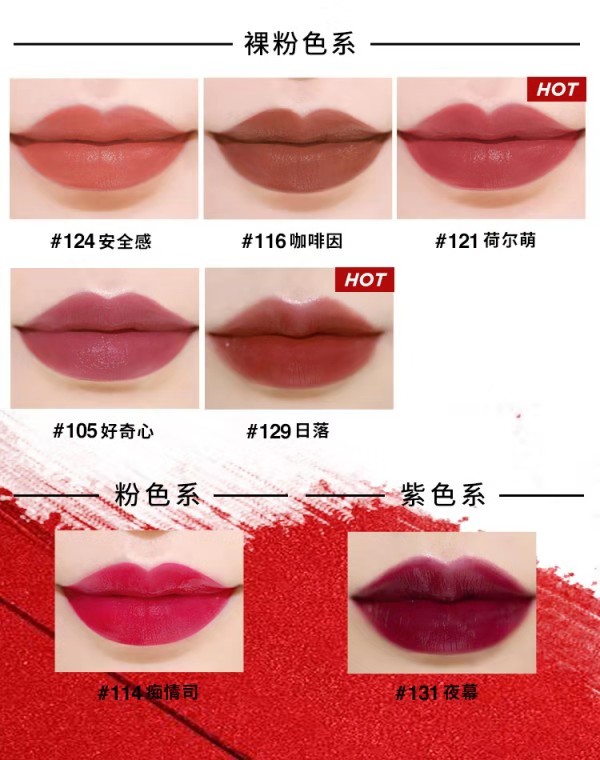 裸粉色系
HOT
#124 安全感
#116 咖啡因
#121 荷尔萌
HOT
#105 好奇心
#129 日落
粉色系
紫色系
#114 痴情司
#131 夜幕